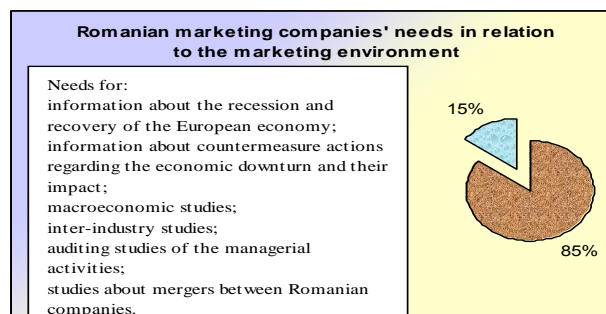 Romanian marketing companies' needs in relation
to the marketing environment
Needs for:
information about the recession and
recovery of the European economy;
information about countermeasure actions
regarding the economic downturn and their
impact;
macroeconomic studies;
inter-industry studies;
auditing studies of the managerial
activities;
studies about mergers between Romanian
companies.
15%
85%